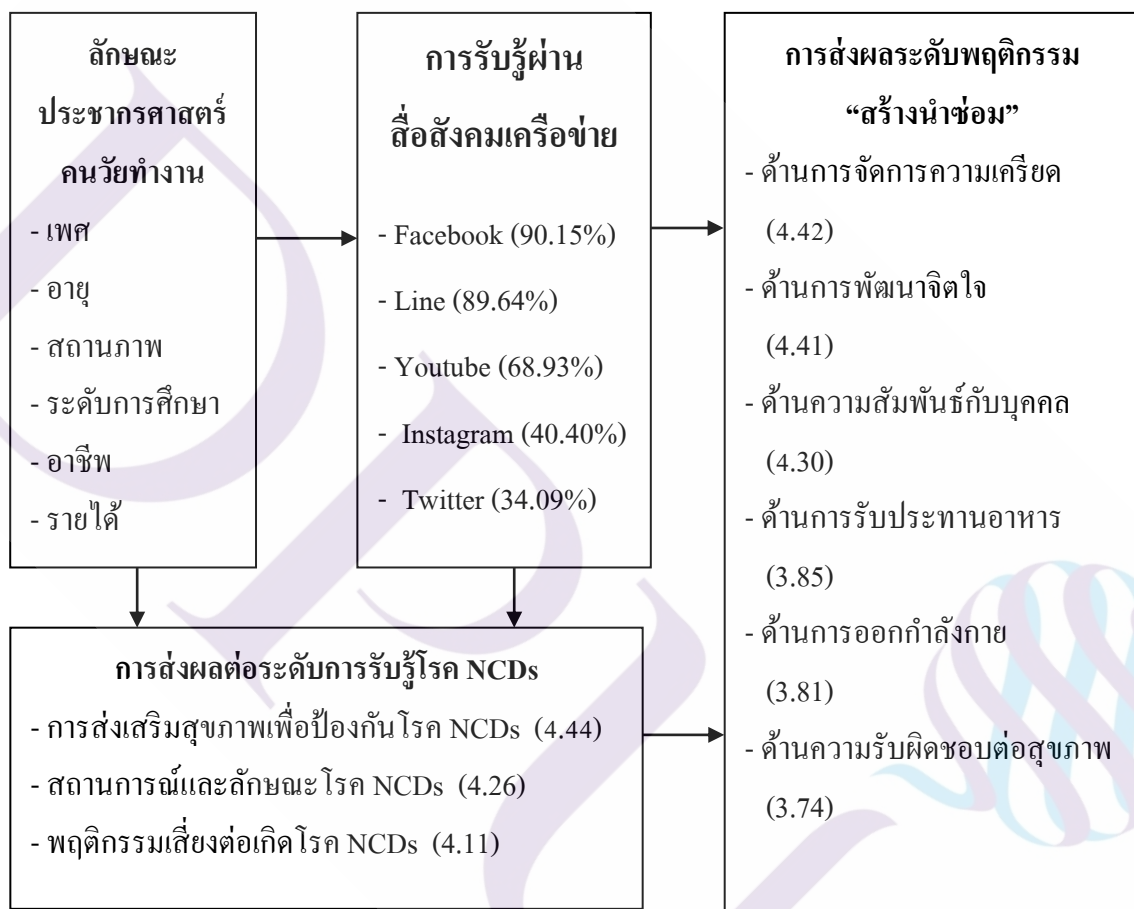 ลักษณะ
ประชากรศาสตร์
คนวัยทำงาน
- เพศ
- อายุ
- สถานภาพ
- ระดับการศึกษา
- อาชีพ
- รายได้
การรับรู้ผ่าน
สื่อสังคมเครือข่าย
- Facebook (90.15%)
- Line (89.64%)
- Youtube (68.93%)
- Instagram (40.40%)
- Twitter (34.09%)
การส่งผลระดับพฤติกรรม
“สร้างนำซ่อม”
- ด้านการจัดการความเครียด
(4.42)
- ด้านการพัฒนาจิตใจ
(4.41)
- ด้านความสัมพันธ์กับบุคคล
(4.30)
- ด้านการรับประทานอาหาร
(3.85)
- ด้านการออกกำลังกาย
(3.81)
- ด้านความรับผิดชอบต่อสุขภาพ
(3.74)
การส่งผลต่อระดับการรับรู้โรค NCDs
- การส่งเสริมสุขภาพเพื่อป้องกันโรค NCDs (4.44)
- สถานการณ์และลักษณะโรค NCDs (4.26)
- พฤติกรรมเสี่ยงต่อเกิดโรค NCDs (4.11)